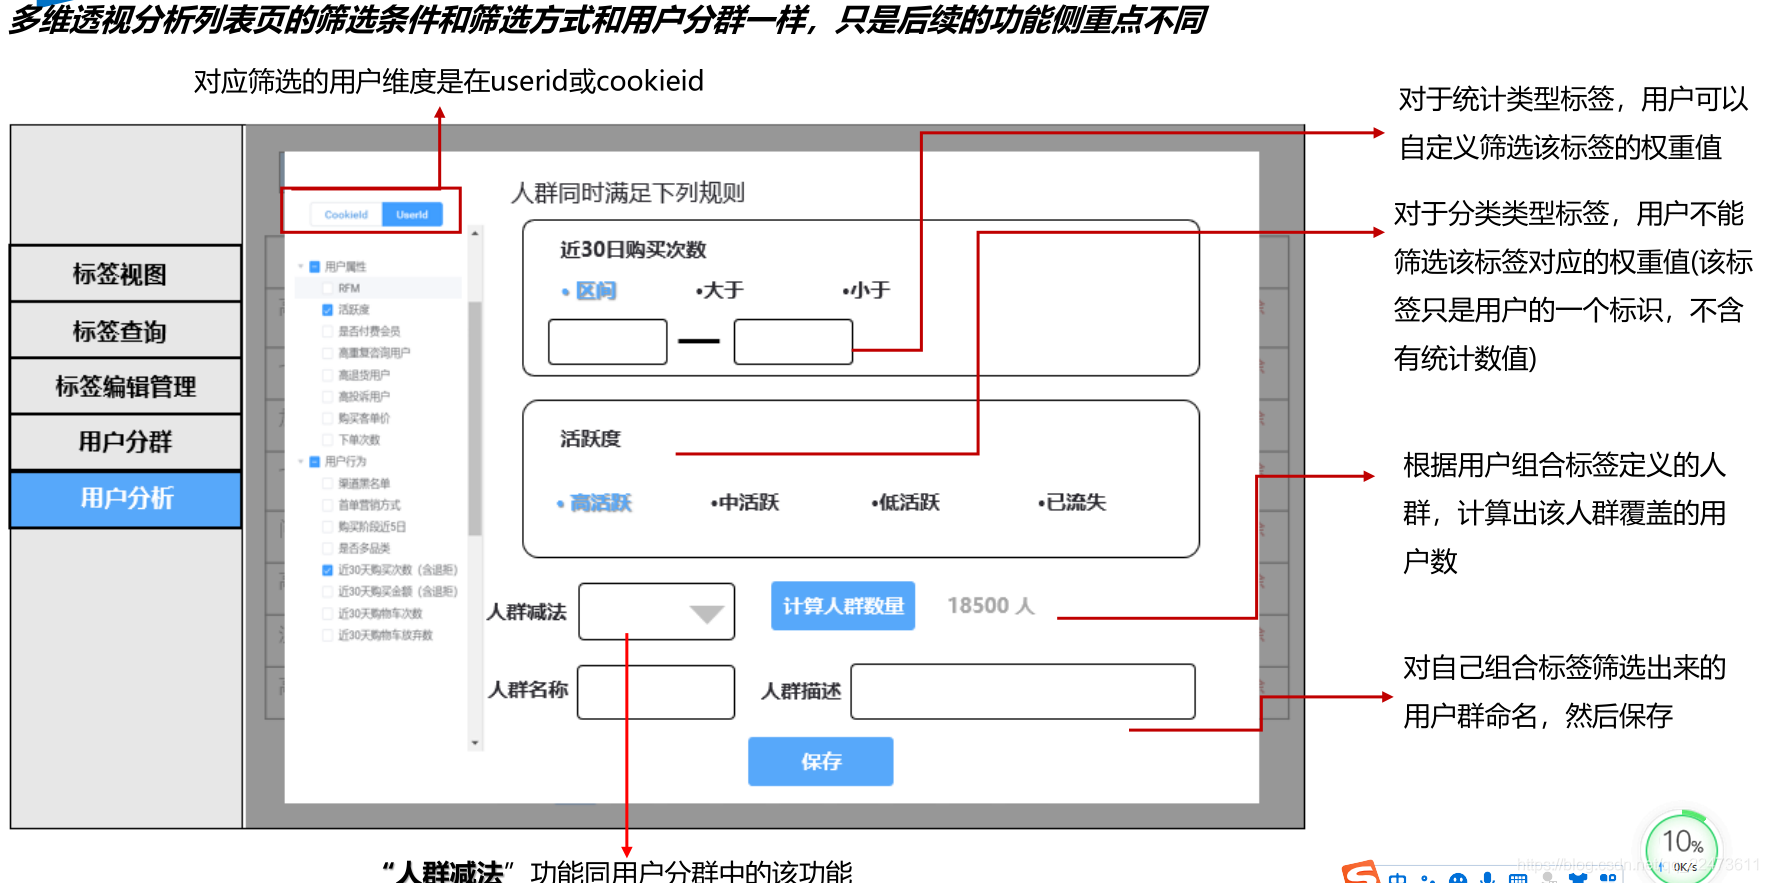 多维透视分析列表页的筛选条件和筛选方式和用户分群一样，只是后续的功能侧重点不同
对应筛选的用户维度是在userid或cookieid
标签视图
标签查询
标签编辑管理
用户分群
用户分析
CookieId
UserId
用户属性
RFM
活跃度
是否付费会员
高重复咨询用户
高退货用户
高投诉用户
购买客单价
下单次数
用户行为
渠道黑名单
首单营销方式
购买阶段近5日
是否多品类
近30天购买次数（含退拒）
近30天购买金额（含退拒）
近30天购物车次数
近30天购物车放弃数
人群同时满足下列规则
近30日购买次数
•区间 •大于 •小于
活跃度
•高活跃 •中活跃 •低活跃 •已流失
人群减法
计算人群数量
18500 人
人群名称
人群描述
保存
对于统计类型标签，用户可以
自定义筛选该标签的权重值
对于分类类型标签，用户不能
筛选该标签对应的权重值(该标
签只是用户的一个标识，不含
有统计数值)
根据用户组合标签定义的人
群，计算出该人群覆盖的用
户数
对自己组合标签筛选出来的
用户群命名，然后保存
“人群减法”功能同用户分群中的该功能
10%
0K/s
中